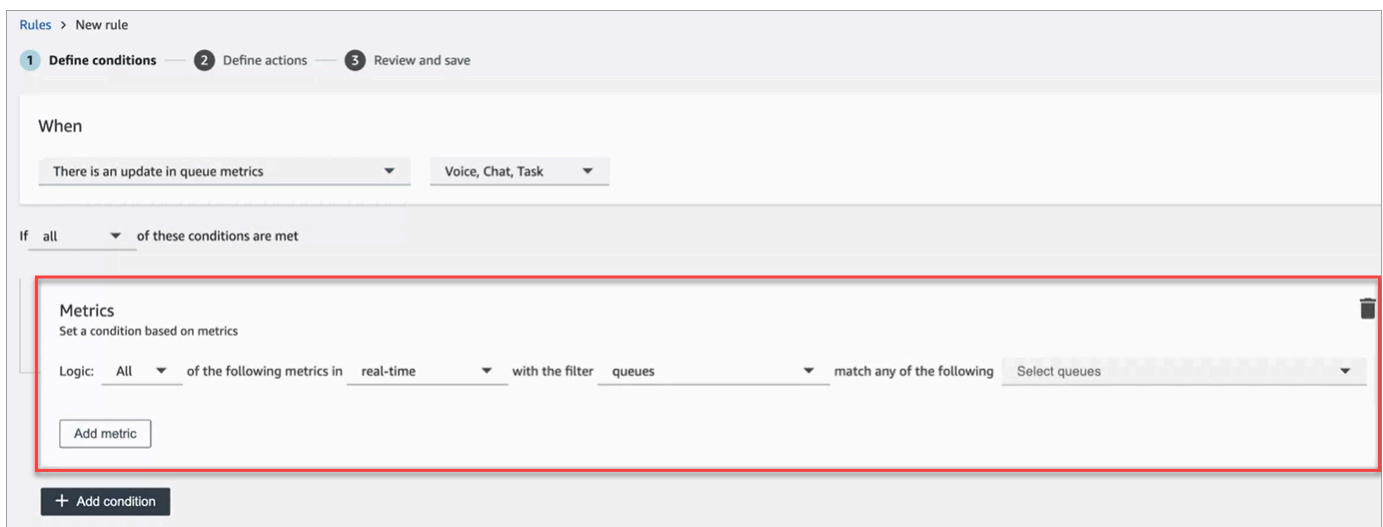 Rules > New rule
1 Define conditions 2 Define actions 3 Review and save
When
There is an update in queue metrics Voice, Chat, Task
If all of these conditions are met
Metrics
Set a condition based on metrics
Logic: All of the following metrics in real-time with the filter queues match any of the following Select queues
Add metric
+ Add condition